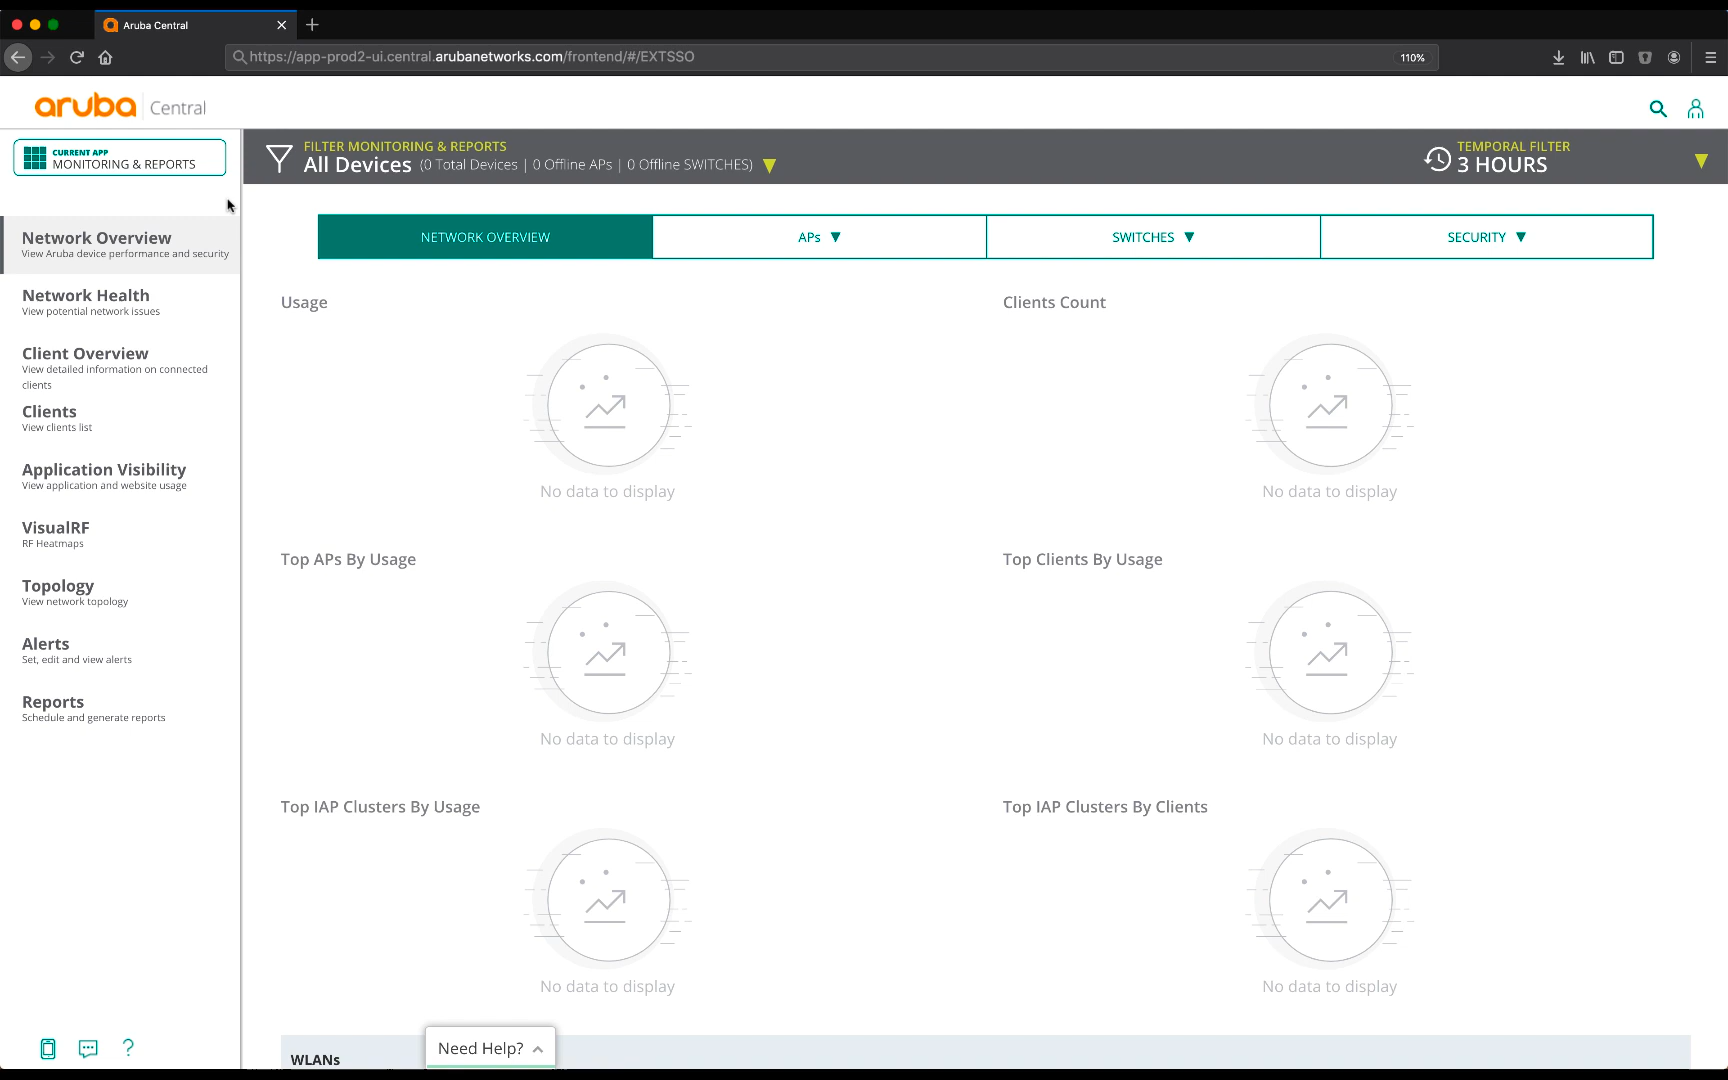 Aruba Central
https://app-prod2-ui.central.arubanetworks.com/frontend/#/EXTSSO
110%
aruba Central
CURRENT APP
MONITORING & REPORTS
FILTER MONITORING & REPORTS
All Devices (0 Total Devices | 0 Offline APs | 0 Offline SWITCHES)
TEMPORAL FILTER
3 HOURS
Network Overview
View Aruba device performance and security
Network Health
View potential network issues
Client Overview
View detailed information on connected
clients
Clients
View clients list
Application Visibility
View application and website usage
VisualRF
RF Heatmaps
Topology
View network topology
Alerts
Set, edit and view alerts
Reports
Schedule and generate reports
NETWORK OVERVIEW
APs
SWITCHES
SECURITY
Usage
No data to display
Clients Count
No data to display
Top APs By Usage
No data to display
Top Clients By Usage
No data to display
Top IAP Clusters By Usage
No data to display
Top IAP Clusters By Clients
No data to display
WLANs
Need Help?